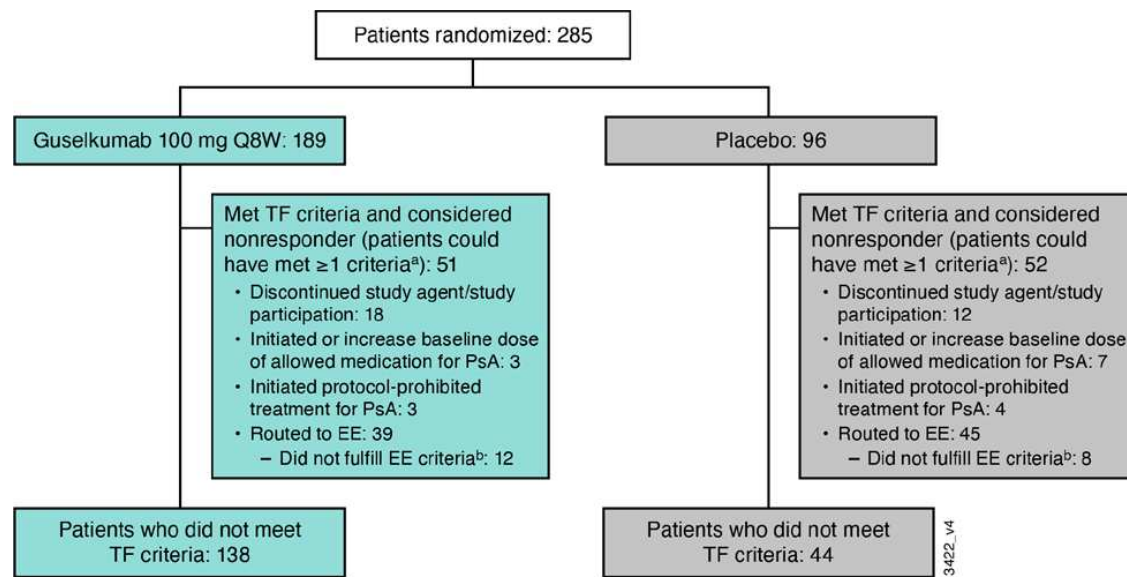 Patients randomized: 285
Guselkumab 100 mg Q8W: 189
Placebo: 96
Met TF criteria and considered
nonresponder (patients could
have met ≥1 criteriaᵃ): 51
• Discontinued study agent/study
participation: 18
• Initiated or increase baseline dose
of allowed medication for PsA: 3
• Initiated protocol-prohibited
treatment for PsA: 3
• Routed to EE: 39
– Did not fulfill EE criteriaᵇ: 12
Met TF criteria and considered
nonresponder (patients could
have met ≥1 criteriaᵃ): 52
• Discontinued study agent/study
participation: 12
• Initiated or increase baseline dose
of allowed medication for PsA: 7
• Initiated protocol-prohibited
treatment for PsA: 4
• Routed to EE: 45
– Did not fulfill EE criteriaᵇ: 8
Patients who did not meet
TF criteria: 138
Patients who did not meet
TF criteria: 44
3422_v4